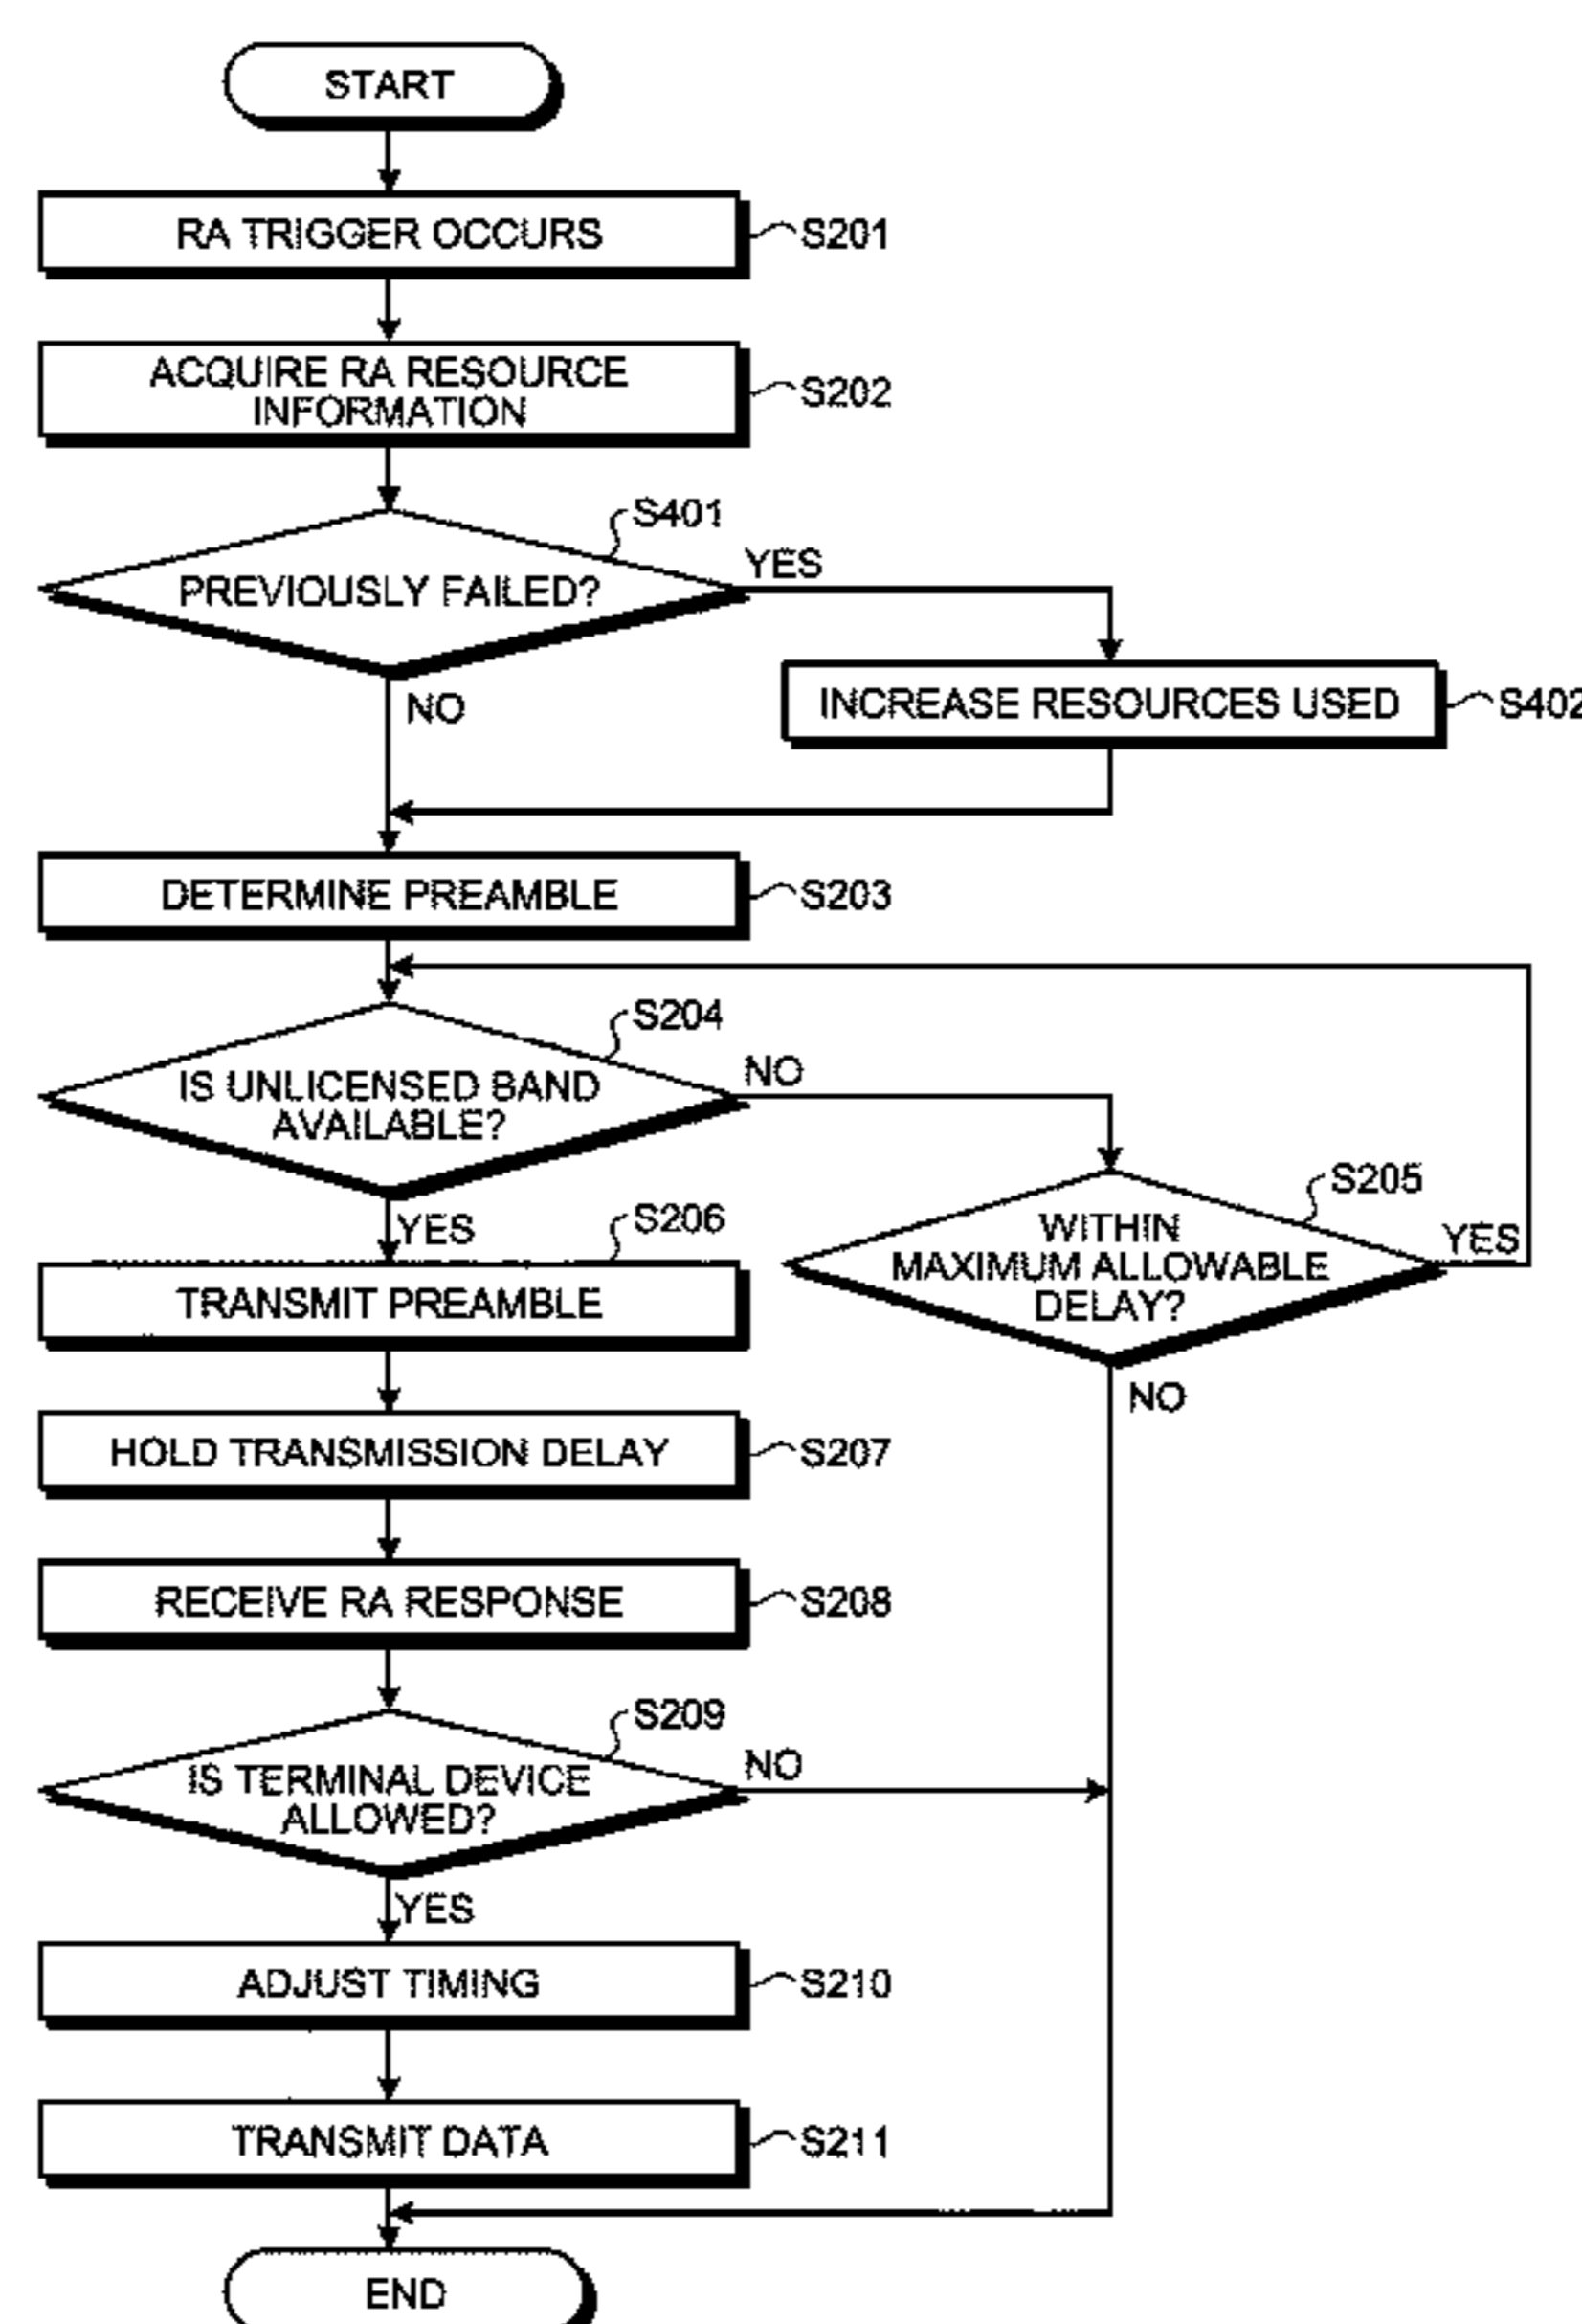 START
RA TRIGGER OCCURS
S201
ACQUIRE RA RESOURCE
INFORMATION
S202
S401
PREVIOUSLY FAILED?
YES
NO
INCREASE RESOURCES USED
S402
DETERMINE PREAMBLE
S203
S204
IS UNLICENSED BAND
AVAILABLE?
NO
YES
S205
WITHIN
MAXIMUM ALLOWABLE
DELAY?
YES
NO
S206
TRANSMIT PREAMBLE
HOLD TRANSMISSION DELAY
S207
RECEIVE RA RESPONSE
S208
S209
IS TERMINAL DEVICE
ALLOWED?
NO
YES
ADJUST TIMING
S210
TRANSMIT DATA
S211
END